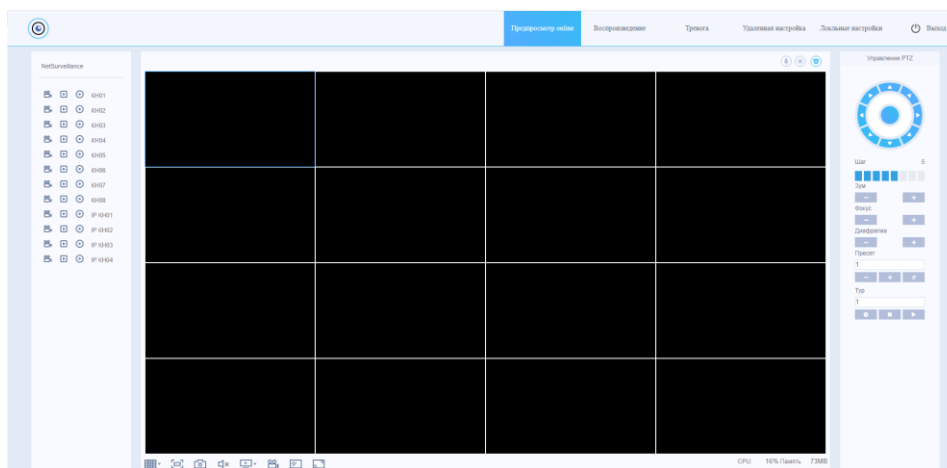 Предпросмотр online Воспроизведение Тревога Удаленная настройка Локльные настройки Выход
NetSurveillance
КН01
КН02
КН03
КН04
КН05
КН06
КН07
КН08
IP КН01
IP КН02
IP КН03
IP КН04
Управление PTZ
Шаг 5
Зум
Фокус
Диафрагма
Пресет
1
Тур
1
CPU: 16% Память 73MB